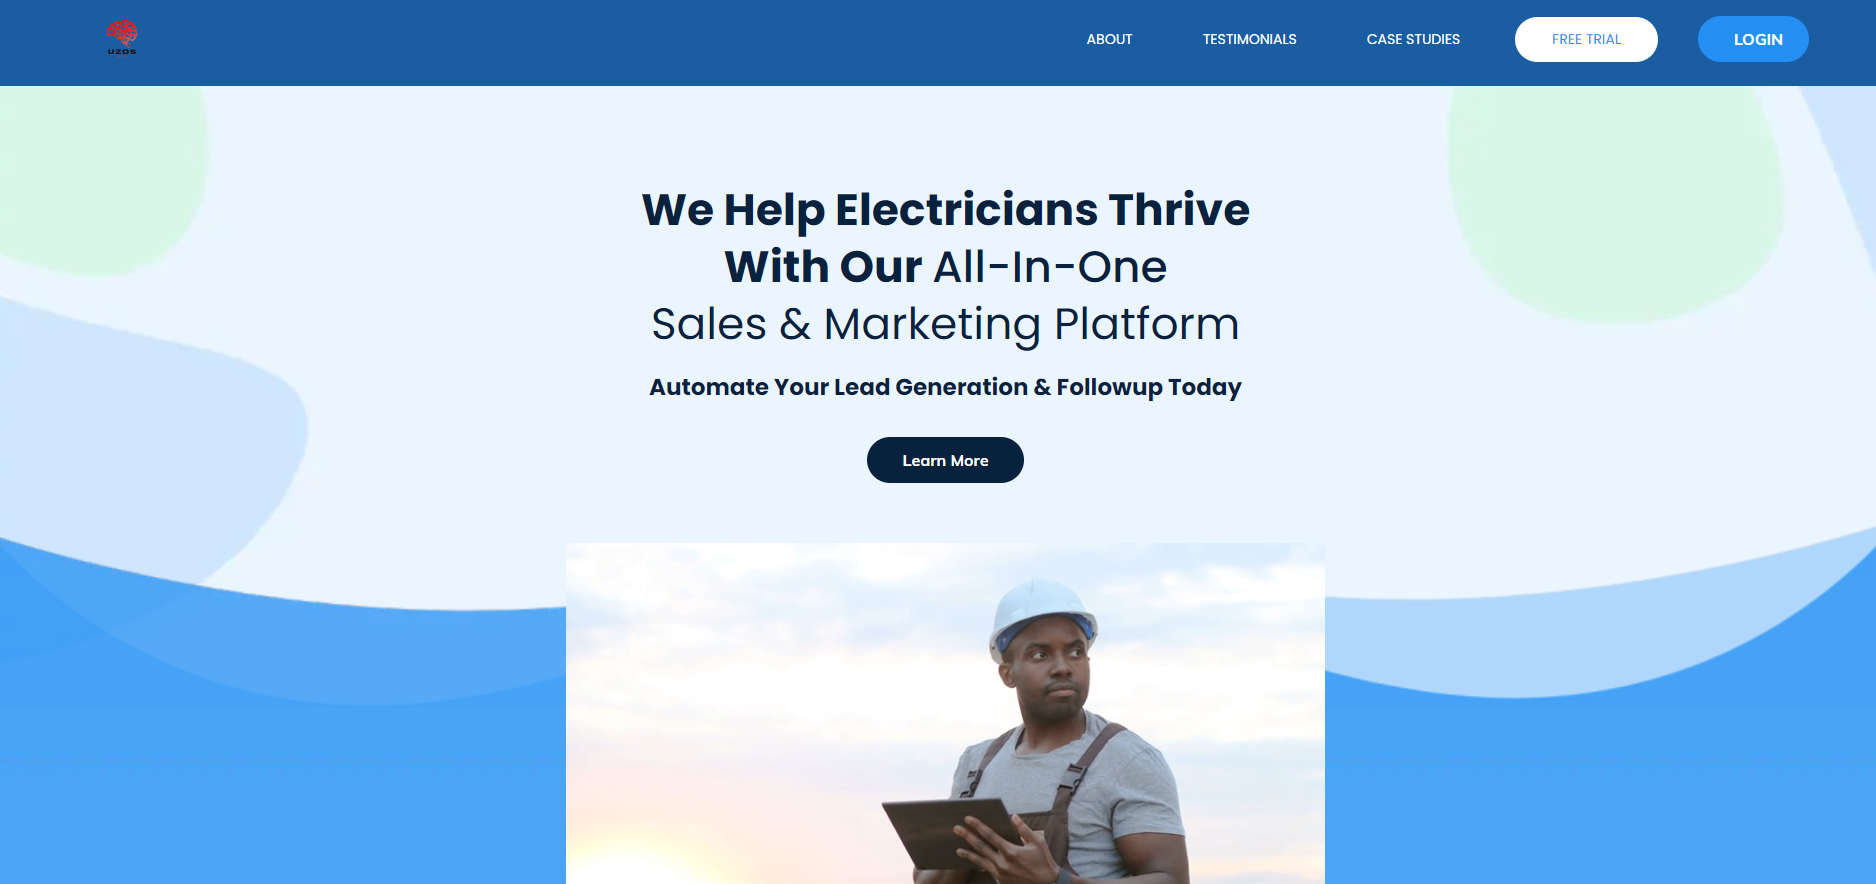 UZOS
ABOUT
TESTIMONIALS
CASE STUDIES
FREE TRIAL
LOGIN
We Help Electricians Thrive
With Our All-In-One
Sales & Marketing Platform
Automate Your Lead Generation & Followup Today
Learn More